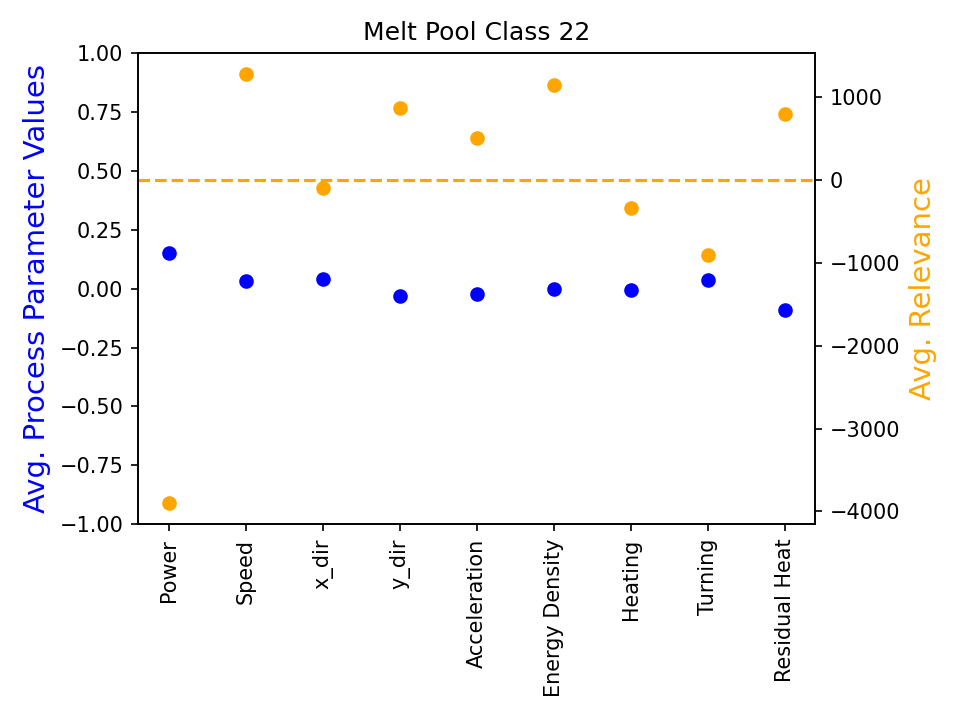 Melt Pool Class 22
Avg. Process Parameter Values
1.00
0.75
0.50
0.25
0.00
−0.25
−0.50
−0.75
−1.00
1000
0
−1000
−2000
−3000
−4000
Avg. Relevance
Power
Speed
x_dir
y_dir
Acceleration
Energy Density
Heating
Turning
Residual Heat